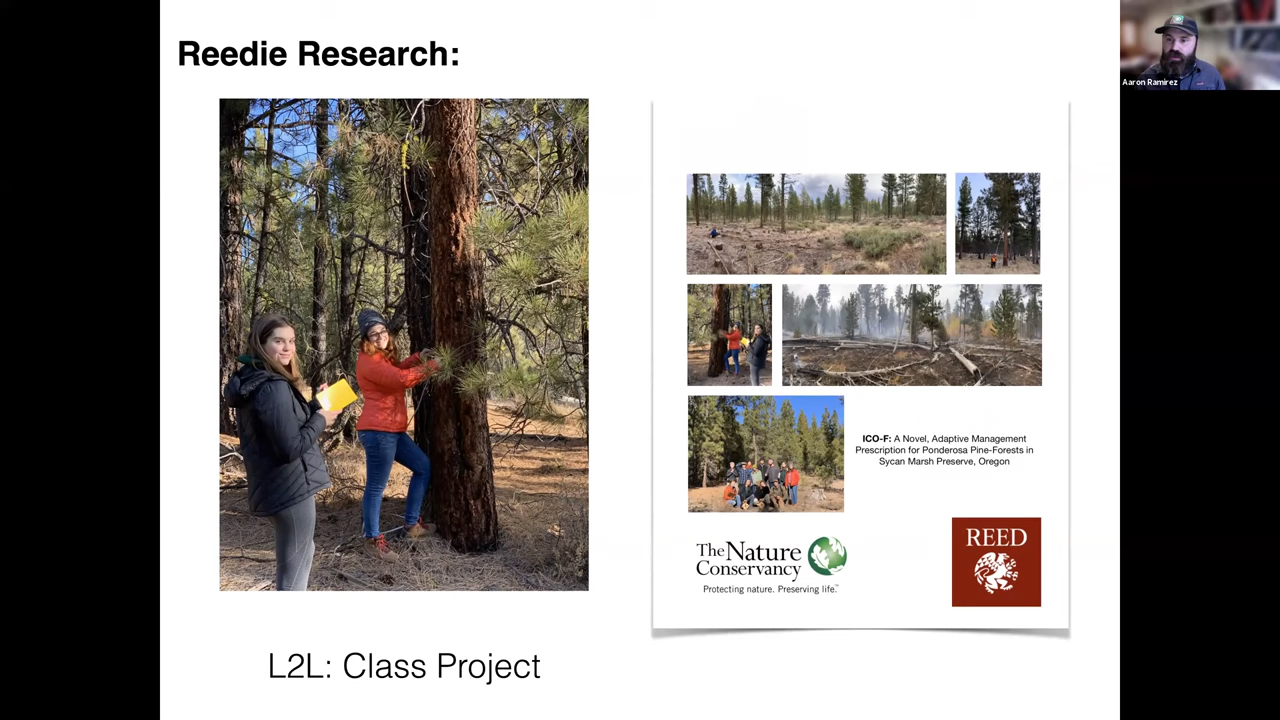 Reedie Research:
Aaron Ramirez
ICO-F: A Novel, Adaptive Management
Prescription for Ponderosa Pine-Forests in
Sycan Marsh Preserve, Oregon
The Nature
Conservancy
Protecting nature. Preserving life.™
REED
L2L: Class Project